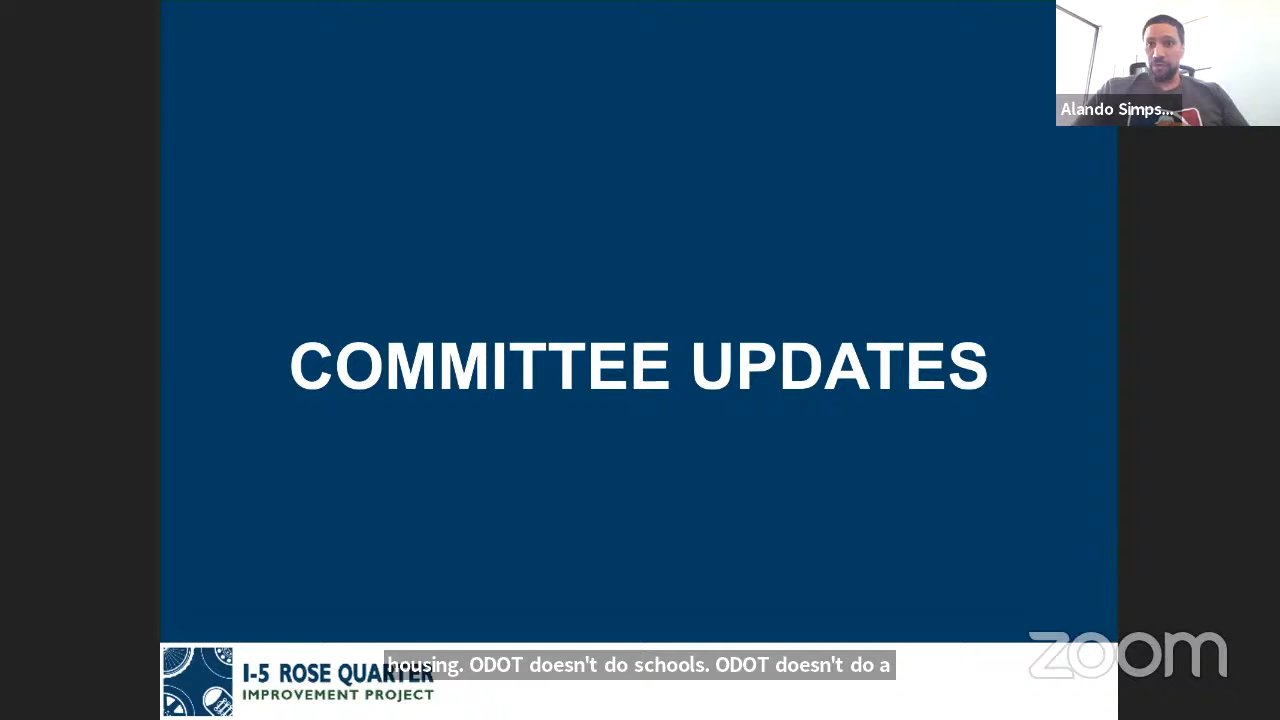 Alando Simps...
COMMITTEE UPDATES
I-5 ROSE QUARTER
IMPROVEMENT PROJECT
housing. ODOT doesn't do schools. ODOT doesn't do a
zoom